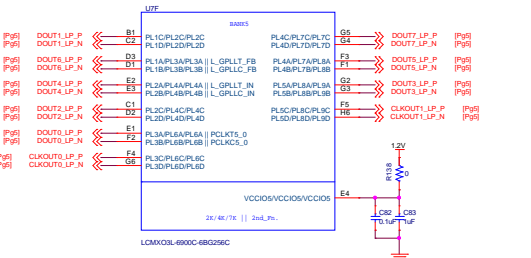 U7F
BANK5
[Pg5] DOUT1_LP_P B1 PL1C/PL2C/PL2C PL4C/PL7C/PL7C G5 DOUT7_LP_P [Pg5]
[Pg5] DOUT1_LP_N C2 PL1D/PL2D/PL2D PL4D/PL7D/PL7D G4 DOUT7_LP_N [Pg5]
[Pg5] DOUT6_LP_P D3 PL1A/PL3A/PL3A || L_GPLLT_FB PL4A/PL7A/PL8A F3 DOUT5_LP_P [Pg5]
[Pg5] DOUT6_LP_N D1 PL1B/PL3B/PL3B || L_GPLLC_FB PL4B/PL7B/PL8B F1 DOUT5_LP_N [Pg5]
[Pg5] DOUT4_LP_P E2 PL2A/PL4A/PL4A || L_GPLLT_IN PL5A/PL8A/PL9A G2 DOUT3_LP_P [Pg5]
[Pg5] DOUT4_LP_N E3 PL2B/PL4B/PL4B || L_GPLLC_IN PL5B/PL8B/PL9B G3 DOUT3_LP_N [Pg5]
[Pg5] DOUT2_LP_P C1 PL2C/PL4C/PL4C PL5C/PL8C/PL9C F5 CLKOUT1_LP_P [Pg5]
[Pg5] DOUT2_LP_N D2 PL2D/PL4D/PL4D PL5D/PL8D/PL9D H6 CLKOUT1_LP_N [Pg5]
[Pg5] DOUT0_LP_P E1 PL3A/PL6A/PL6A || PCLKT5_0
[Pg5] DOUT0_LP_N F2 PL3B/PL6B/PL6B || PCLKC5_0
Pg5] CLKOUT0_LP_P F4 PL3C/PL6C/PL6C
Pg5] CLKOUT0_LP_N G6 PL3D/PL6D/PL6D
1.2V
R138 0
VCCIO5/VCCIO5/VCCIO5 E4
2K/4K/7K || 2nd_Fn.
C82 C83
0.1uF 1uF
LCMXO3L-6900C-6BG256C